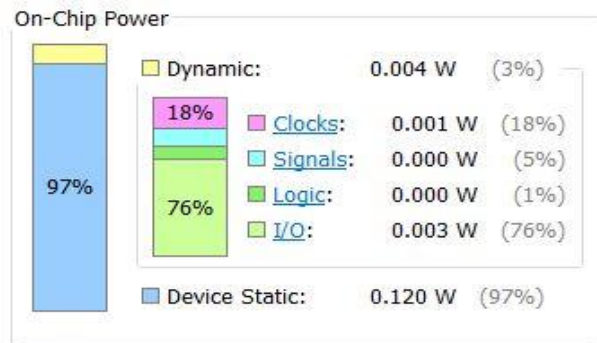 On-Chip Power
Dynamic: 0.004 W (3%)
18%
Clocks: 0.001 W (18%)
Signals: 0.000 W (5%)
97%
Logic: 0.000 W (1%)
76%
I/O: 0.003 W (76%)
Device Static: 0.120 W (97%)